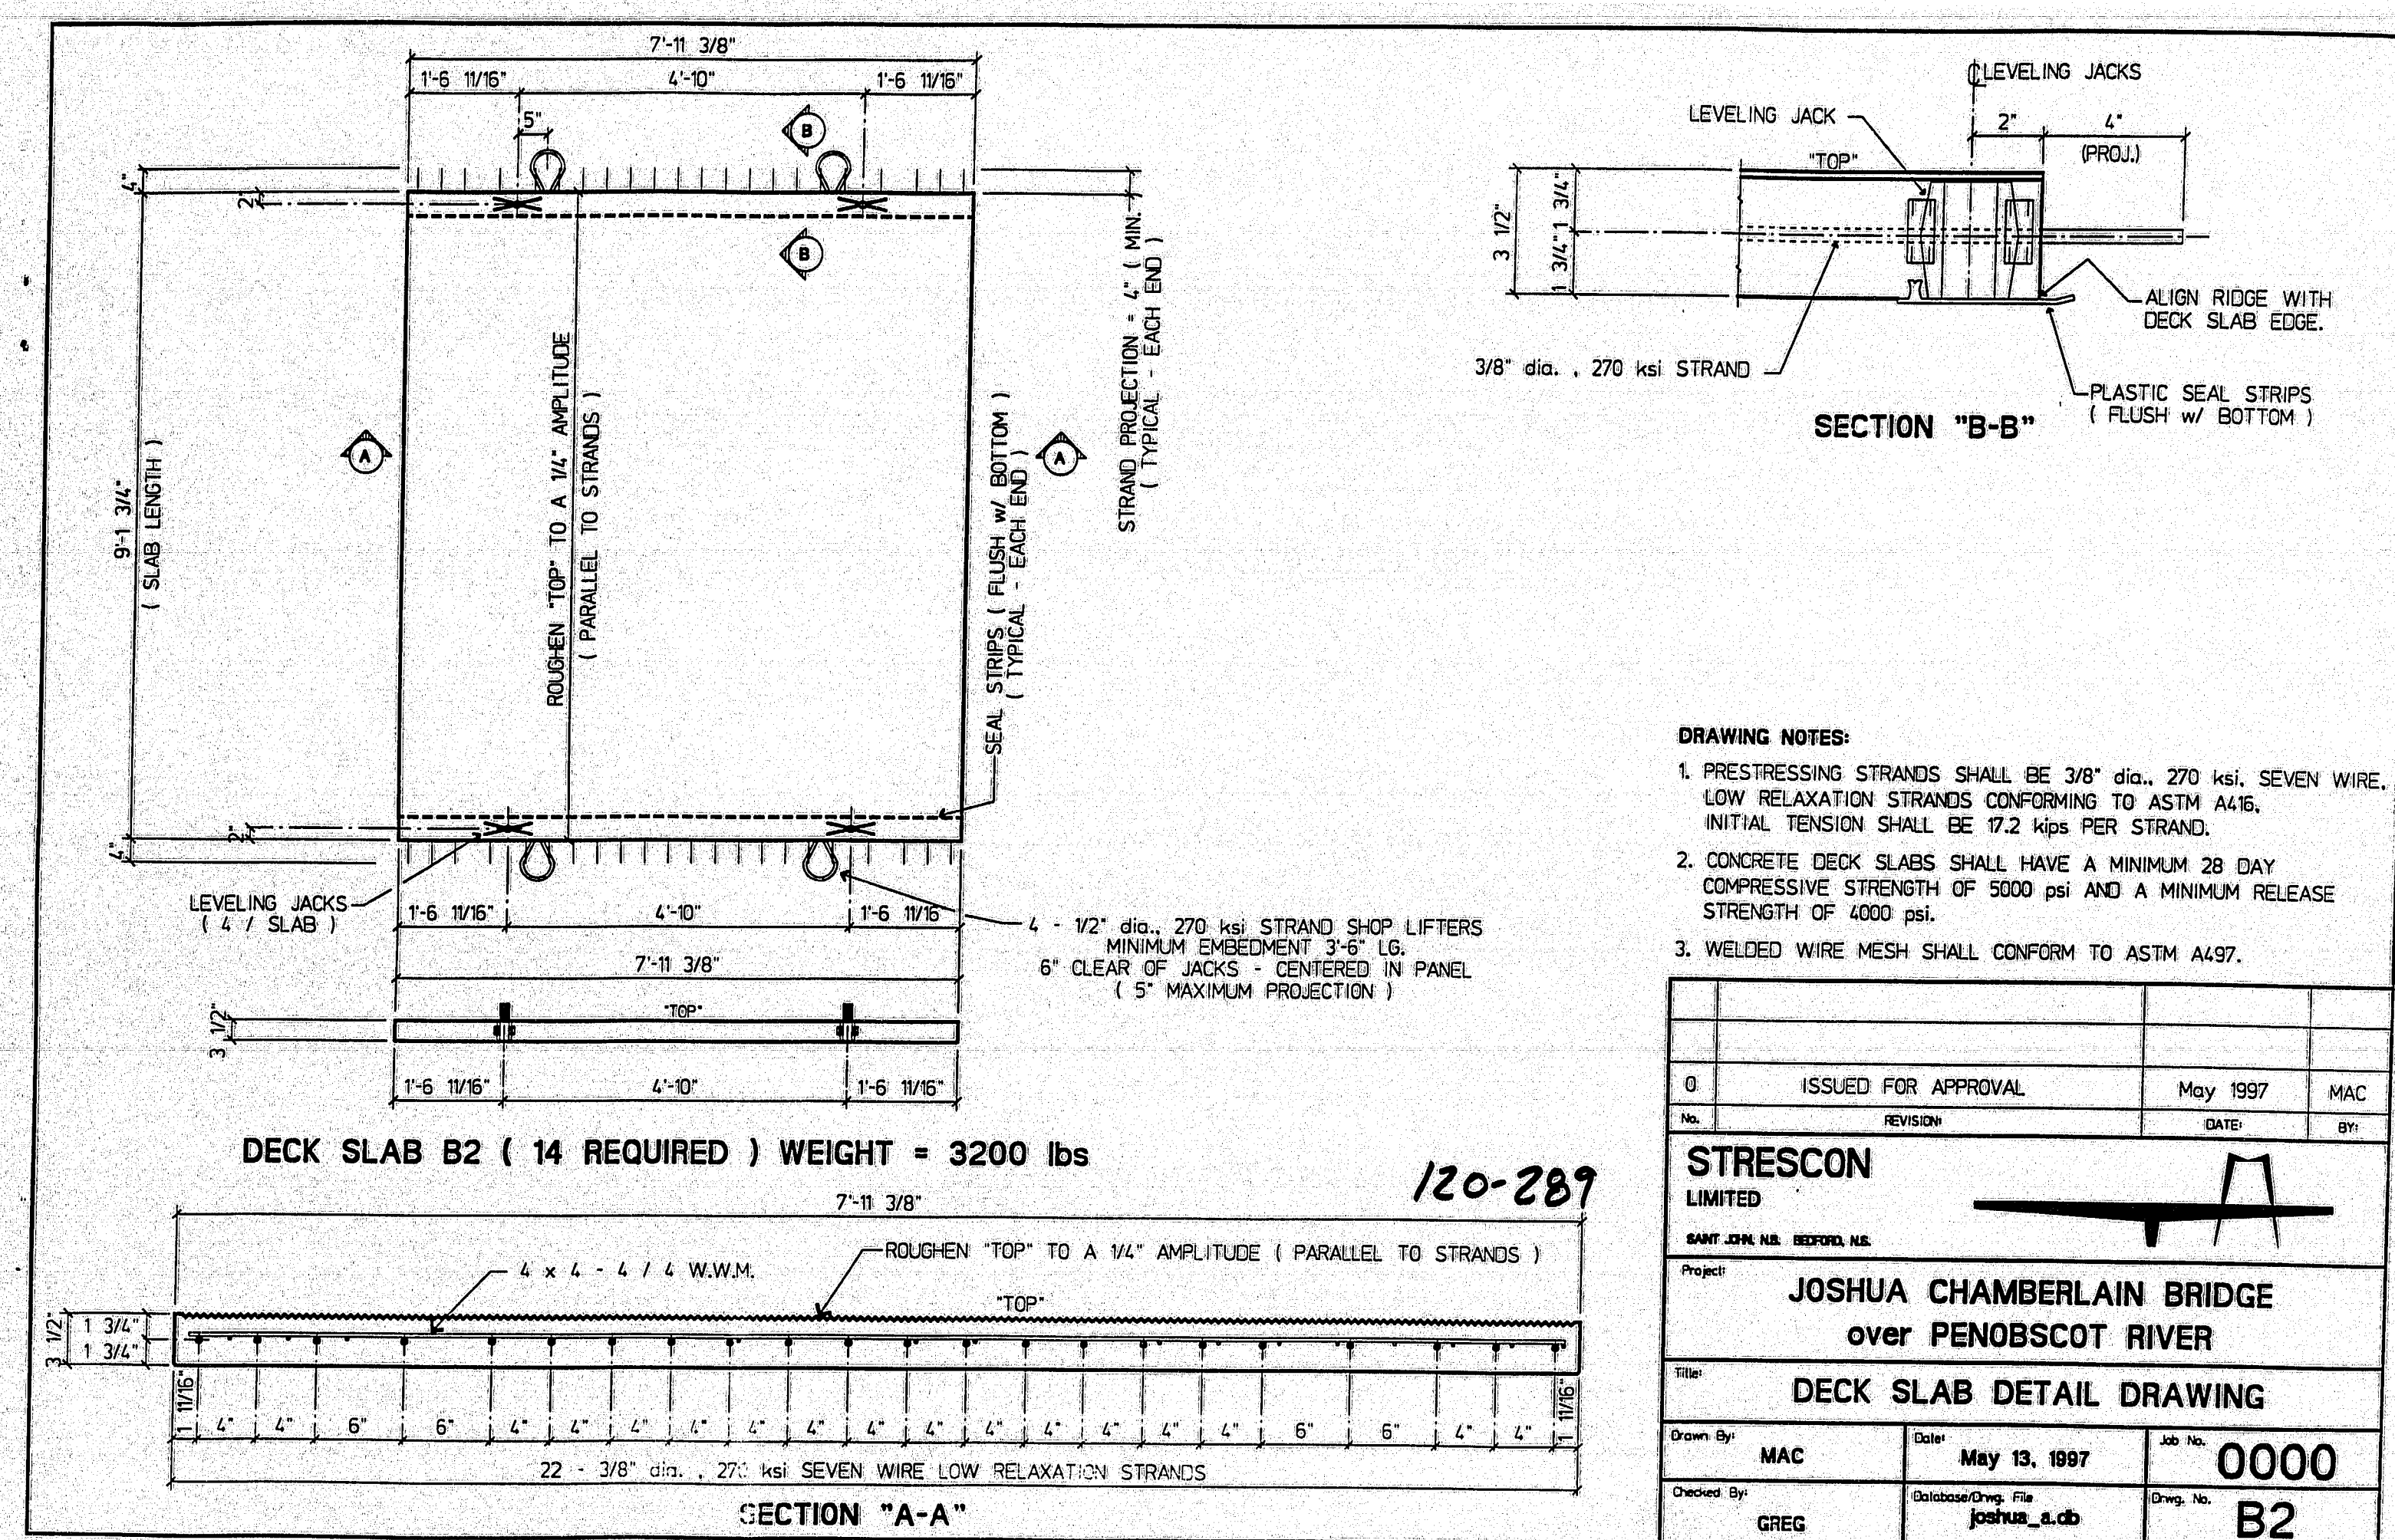 7'-11 3/8"
1'-6 11/16" 4'-10" 1'-6 11/16"
5"
B
4"
2"
B
9'-1 3/4"
( SLAB LENGTH )
A
ROUGHEN "TOP" TO A 1/4" AMPLITUDE
( PARALLEL TO STRANDS )
SEAL STRIPS ( FLUSH w/ BOTTOM )
( TYPICAL - EACH END )
A
STRAND PROJECTION = 4" ( MIN. )
( TYPICAL - EACH END )
2"
4"
LEVELING JACKS
( 4 / SLAB )
1'-6 11/16" 4'-10" 1'-6 11/16
4 - 1/2" dia., 270 ksi STRAND SHOP LIFTERS
MINIMUM EMBEDMENT 3'-6" LG.
6" CLEAR OF JACKS - CENTERED IN PANEL
( 5" MAXIMUM PROJECTION )
7'-11 3/8"
"TOP"
3 1/2"
1'-6 11/16" 4'-10" 1'-6 11/16"
DECK SLAB B2 ( 14 REQUIRED ) WEIGHT = 3200 lbs
120-289
7'-11 3/8"
ROUGHEN "TOP" TO A 1/4" AMPLITUDE ( PARALLEL TO STRANDS )
4 x 4 - 4 / 4 W.W.M.
"TOP"
3 1/2"
1 3/4"
1 3/4"
1 11/16" 4" 4" 6" 6" 4" 4" 4" 4" 4" 4" 4" 4" 4" 4" 4" 4" 4" 6" 6" 4" 4" 1 11/16"
22 - 3/8" dia. , 270 ksi SEVEN WIRE LOW RELAXATION STRANDS
SECTION "A-A"
℄ LEVELING JACKS
LEVELING JACK
2" 4"
(PROJ.)
"TOP"
3 1/2"
1 3/4" 1 3/4"
ALIGN RIDGE WITH
DECK SLAB EDGE.
3/8" dia. , 270 ksi STRAND
PLASTIC SEAL STRIPS
( FLUSH w/ BOTTOM )
SECTION "B-B"
DRAWING NOTES:
1. PRESTRESSING STRANDS SHALL BE 3/8" dia., 270 ksi, SEVEN WIRE,
LOW RELAXATION STRANDS CONFORMING TO ASTM A416.
INITIAL TENSION SHALL BE 17.2 kips PER STRAND.
2. CONCRETE DECK SLABS SHALL HAVE A MINIMUM 28 DAY
COMPRESSIVE STRENGTH OF 5000 psi AND A MINIMUM RELEASE
STRENGTH OF 4000 psi.
3. WELDED WIRE MESH SHALL CONFORM TO ASTM A497.
0 ISSUED FOR APPROVAL May 1997 MAC
No. REVISION: DATE: BY:
STRESCON
LIMITED
SAINT JOHN, N.B. BEDFORD, N.S.
Project:
JOSHUA CHAMBERLAIN BRIDGE
over PENOBSCOT RIVER
Title:
DECK SLAB DETAIL DRAWING
Drawn By: MAC
Date: May 13, 1997
Job No. 0000
Checked By: GREG
Database/Drwg. File joshua_a.db
Drwg. No. B2